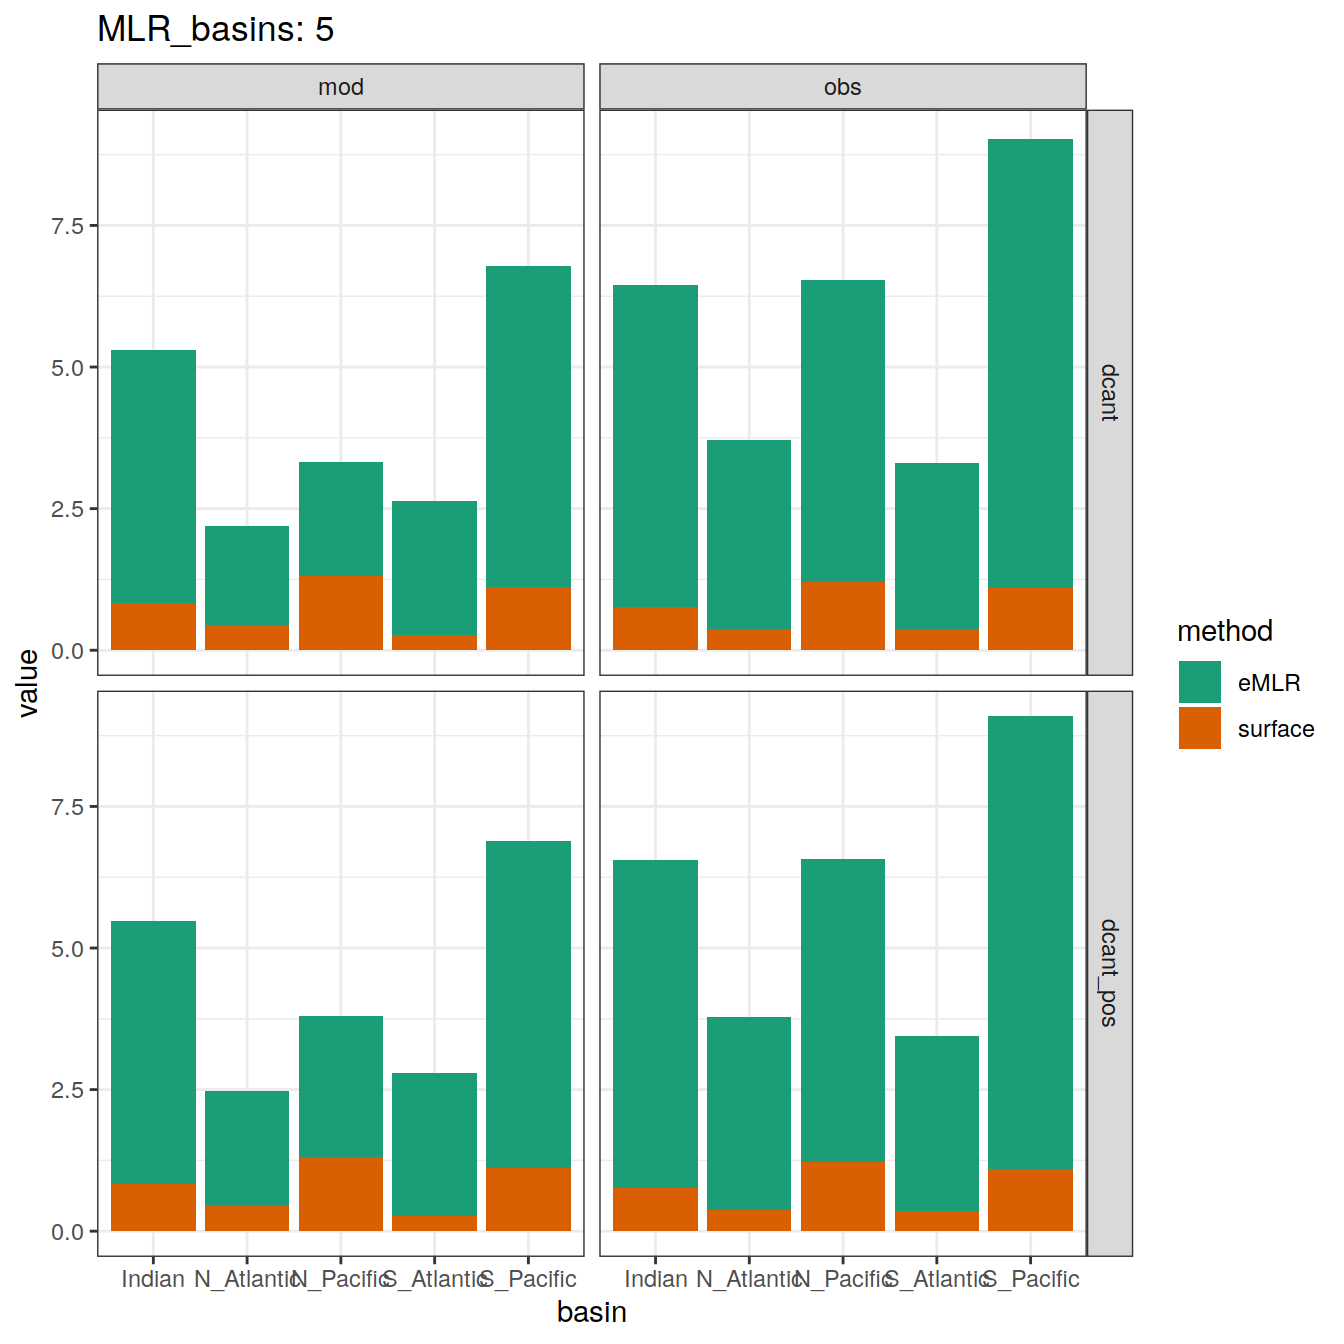 MLR_basins: 5
mod
obs
7.5
5.0
2.5
0.0
dcant
7.5
5.0
2.5
0.0
dcant_pos
value
Indian N_Atlantic N_Pacific S_Atlantic S_Pacific
Indian N_Atlantic N_Pacific S_Atlantic S_Pacific
basin
method
eMLR
surface